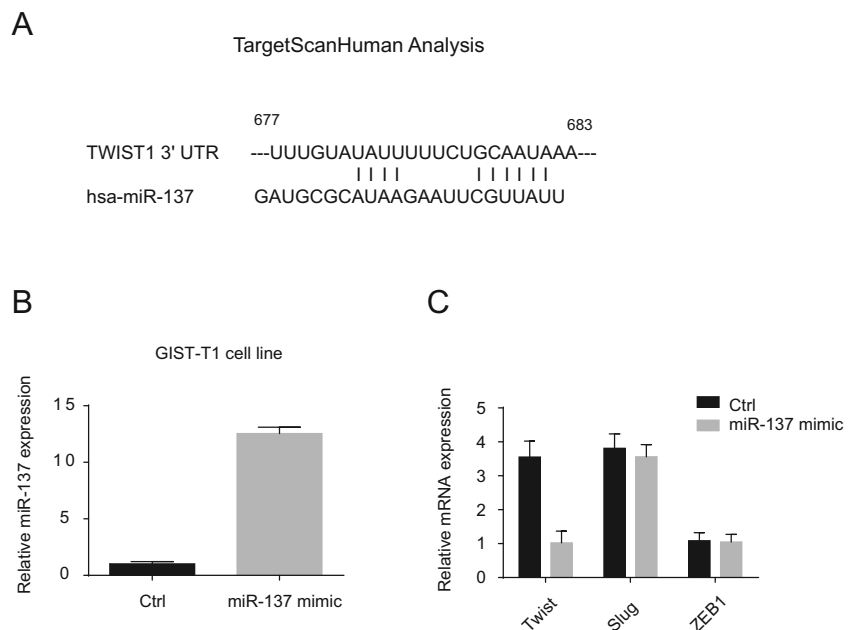 A
TargetScanHuman Analysis
677
683
TWIST1 3' UTR ---UUUGUAUAUUUUUCUGCAAUAAA---
hsa-miR-137 GAUGCGCAUAAGAAUUCGUUAUU
B
GIST-T1 cell line
Relative miR-137 expression
15
10
5
0
Ctrl
miR-137 mimic
C
Ctrl
miR-137 mimic
Relative mRNA expression
5
4
3
2
1
0
Twist
Slug
ZEB1